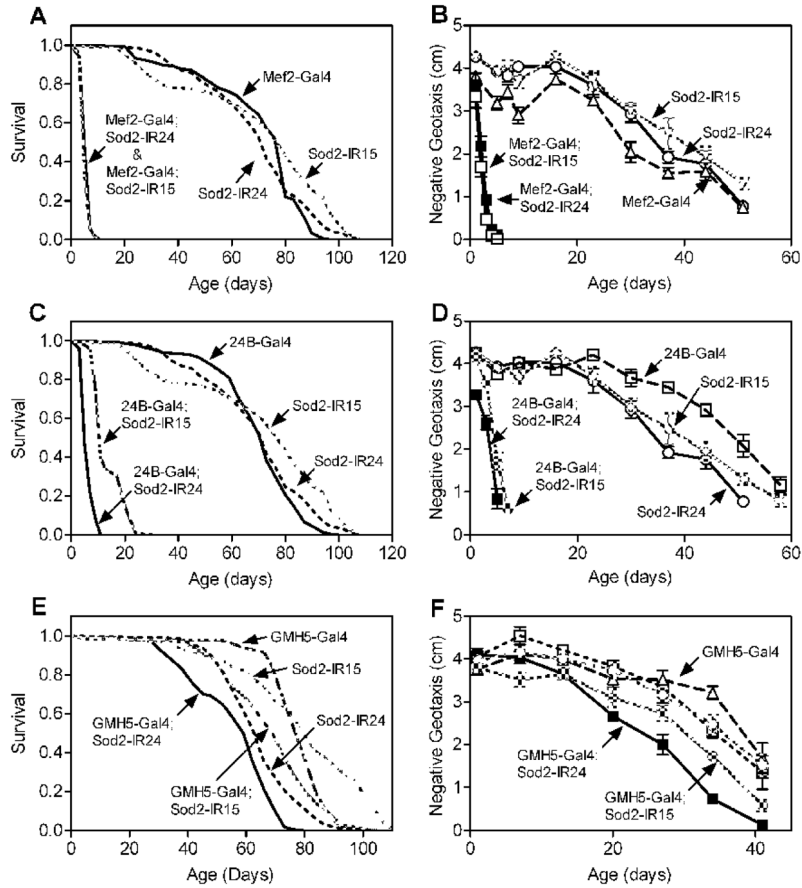 A
1.0
0.8
0.6
0.4
0.2
0.0
Survival
Mef2-Gal4
Mef2-Gal4;
Sod2-IR24
&
Mef2-Gal4;
Sod2-IR15
Sod2-IR24
Sod2-IR15
0 20 40 60 80 100 120
Age (days)
B
5
4
3
2
1
0
Negative Geotaxis (cm)
Sod2-IR15
Sod2-IR24
Mef2-Gal4;
Sod2-IR15
Mef2-Gal4;
Sod2-IR24
Mef2-Gal4
0 20 40 60
Age (days)
C
1.0
0.8
0.6
0.4
0.2
0.0
Survival
24B-Gal4
24B-Gal4;
Sod2-IR15
24B-Gal4;
Sod2-IR24
Sod2-IR15
Sod2-IR24
0 20 40 60 80 100 120
Age (days)
D
5
4
3
2
1
0
Negative Geotaxis (cm)
24B-Gal4
Sod2-IR15
24B-Gal4;
Sod2-IR24
24B-Gal4;
Sod2-IR15
Sod2-IR24
0 20 40 60
Age (days)
E
1.0
0.8
0.6
0.4
0.2
0.0
Survival
GMH5-Gal4
Sod2-IR15
Sod2-IR24
GMH5-Gal4;
Sod2-IR24
GMH5-Gal4;
Sod2-IR15
0 20 40 60 80 100
Age (Days)
F
5
4
3
2
1
0
Negative Geotaxis (cm)
GMH5-Gal4
GMH5-Gal4;
Sod2-IR24
GMH5-Gal4;
Sod2-IR15
0 20 40
Age (days)